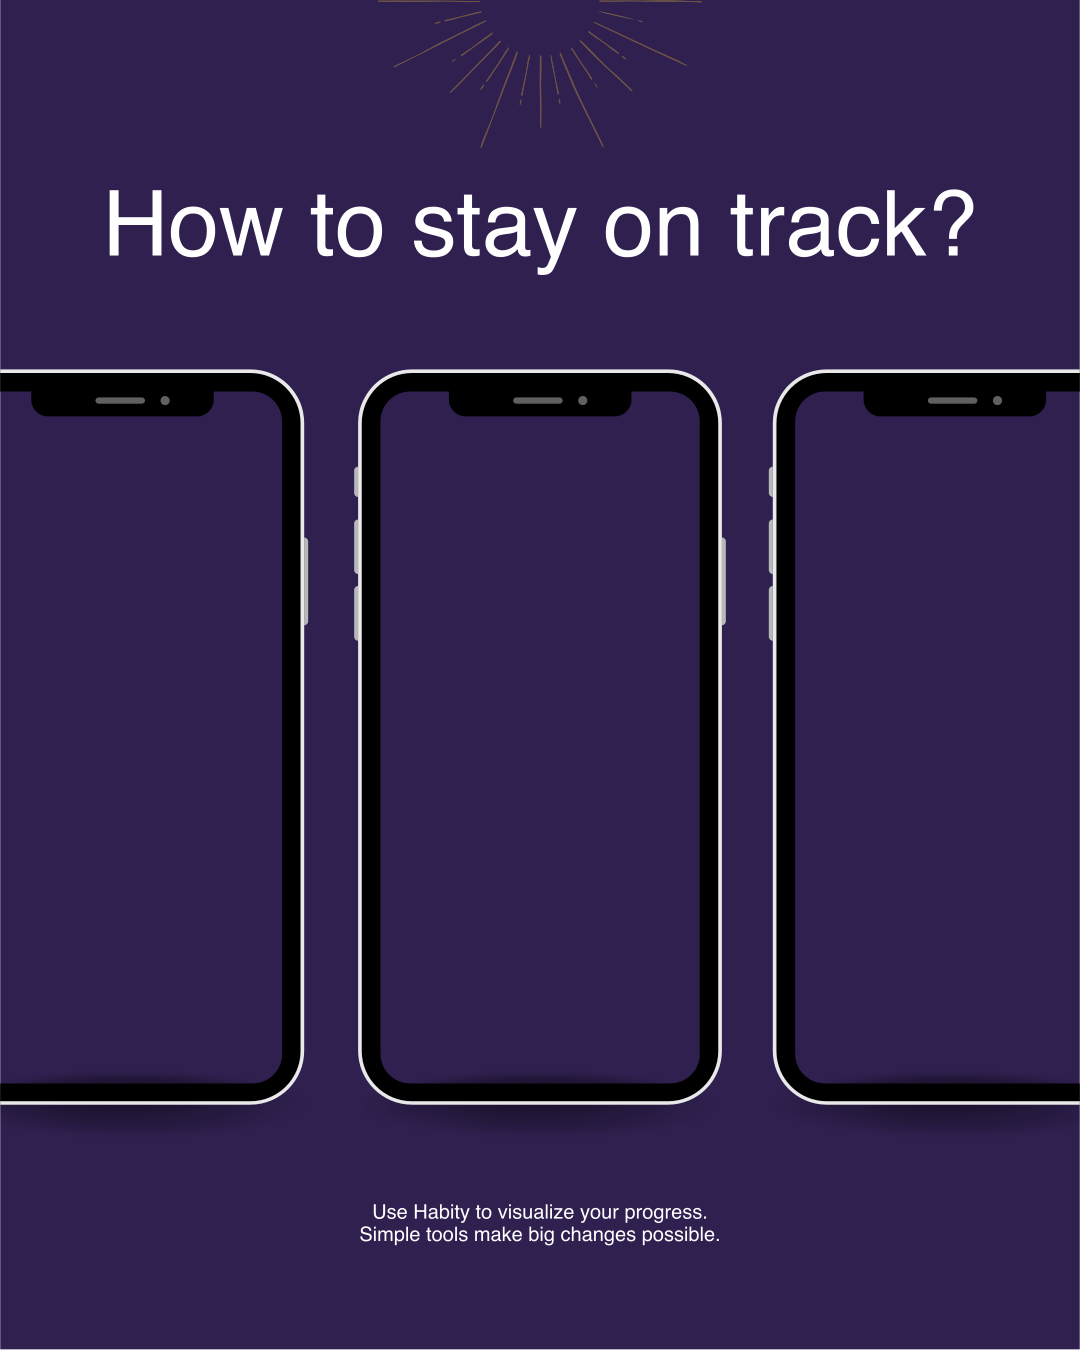 How to stay on track?
Use Habity to visualize your progress.
Simple tools make big changes possible.